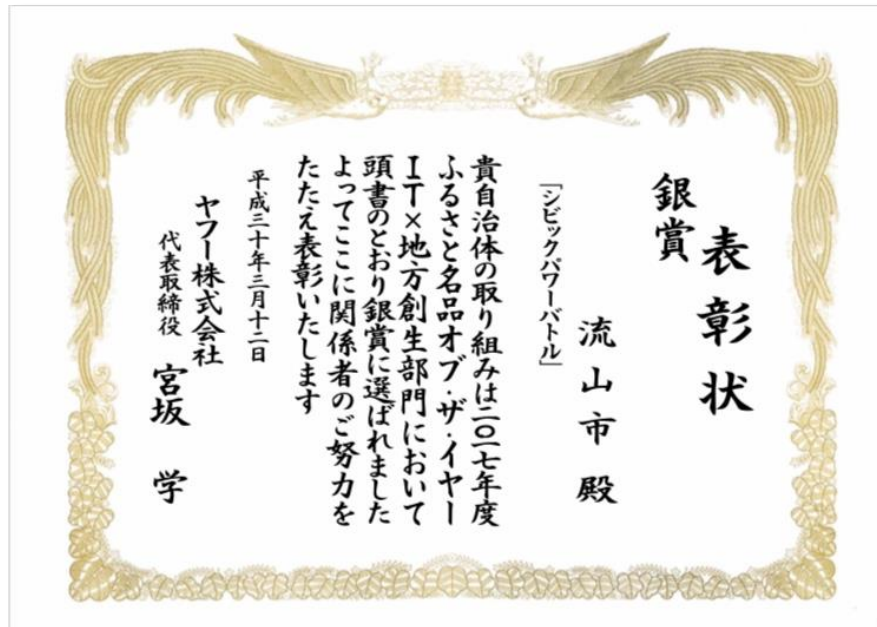 表彰状
銀賞
流山市 殿
「シビックパワーバトル」
貴自治体の取り組みは二〇一七年度
ふるさと名品オブ・ザ・イヤー
IT×地方創生部門において
頭書のとおり銀賞に選ばれました
よってここに関係者のご努力を
たたえ表彰いたします
平成三十年三月十二日
ヤフー株式会社
代表取締役 宮坂 学